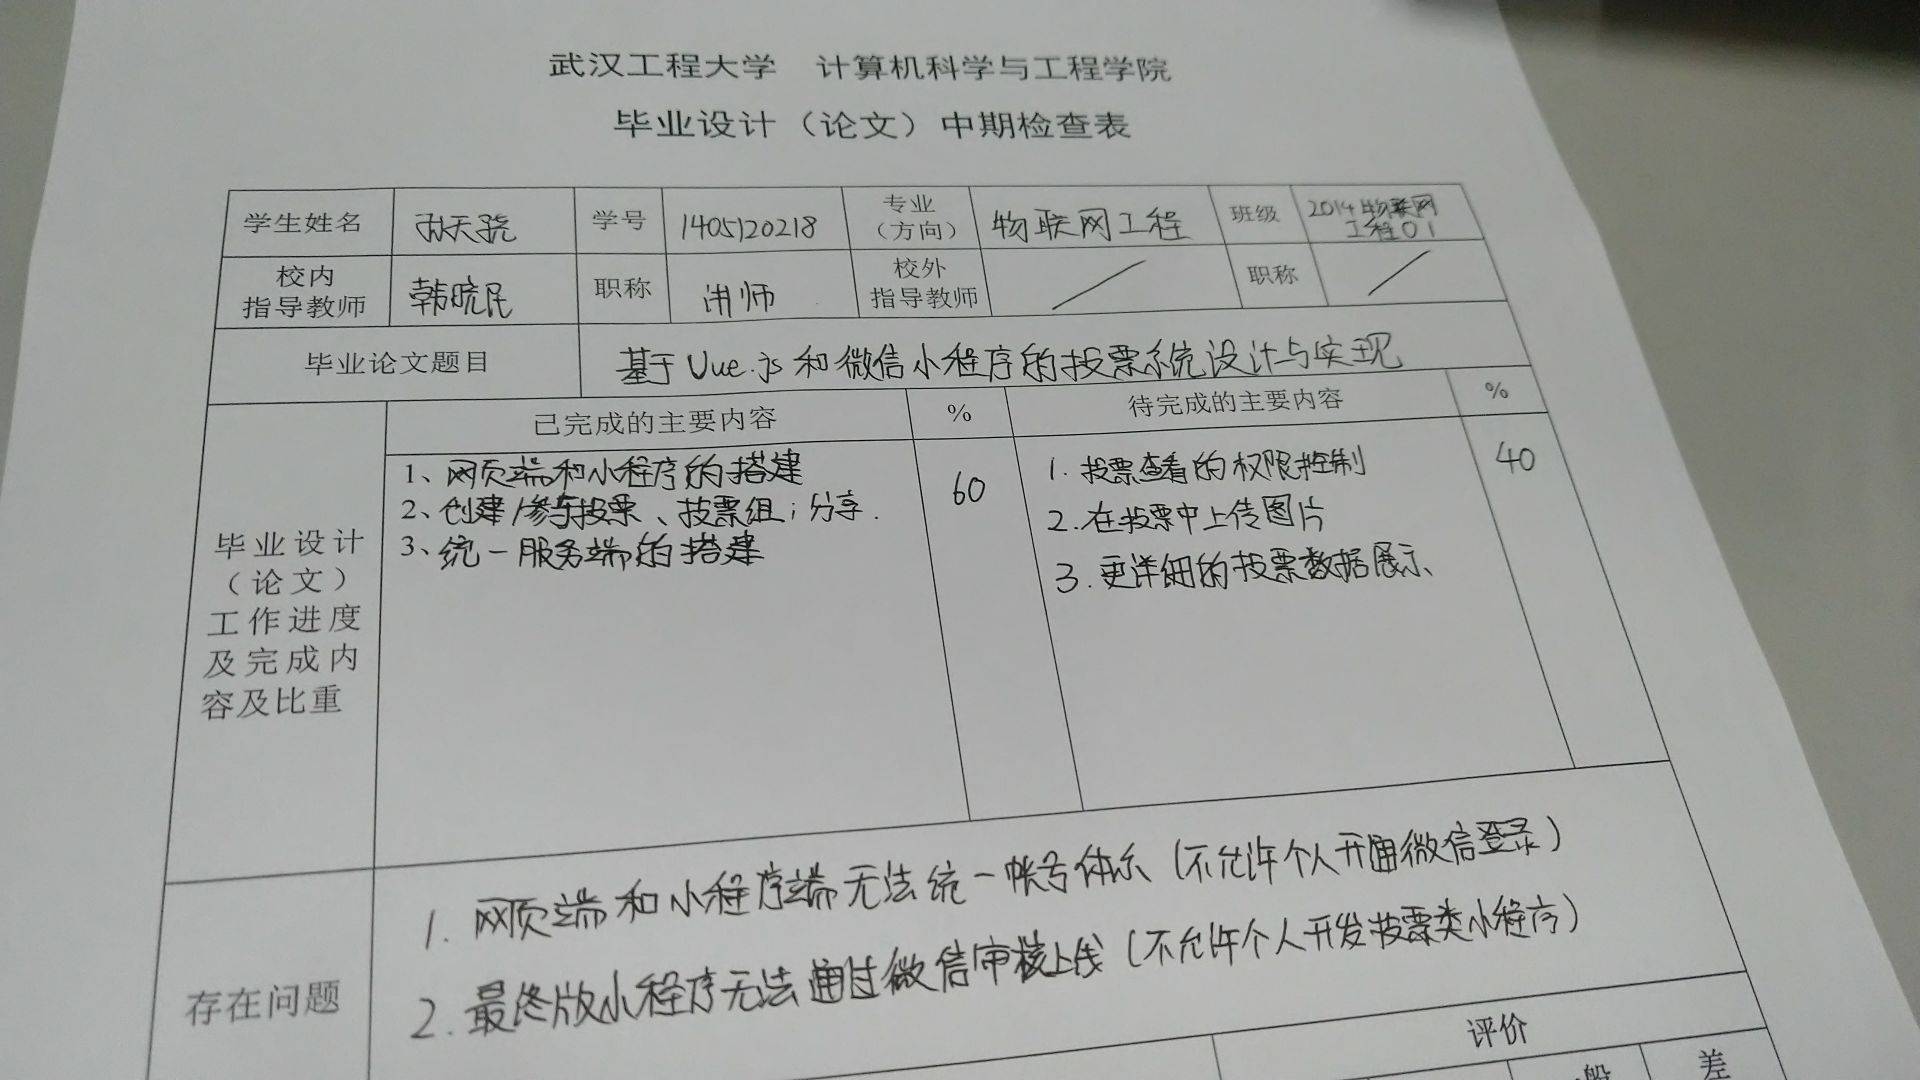 武汉工程大学 计算机科学与工程学院
毕业设计（论文）中期检查表
学生姓名 孙天骁 学号 1405120218 专业（方向） 物联网工程 班级 2014物联网工程01
校内指导教师 韩晓民 职称 讲师 校外指导教师 / 职称 /
毕业论文题目 基于Vue.js和微信小程序的投票系统设计与实现
已完成的主要内容 % 待完成的主要内容 %
毕业设计
（论文）
工作进度
及完成内
容及比重
1、网页端和小程序的搭建
2、创建/参与投票、投票组；分享.
3、统一服务端的搭建
60
1. 投票查看的权限控制
2. 在投票中上传图片
3. 更详细的投票数据展示
40
存在问题
1. 网页端和小程序端无法统一帐号体系（不允许个人开通微信登录）
2. 最终版小程序无法通过微信审核上线（不允许个人开发投票类小程序）
评价
般 差